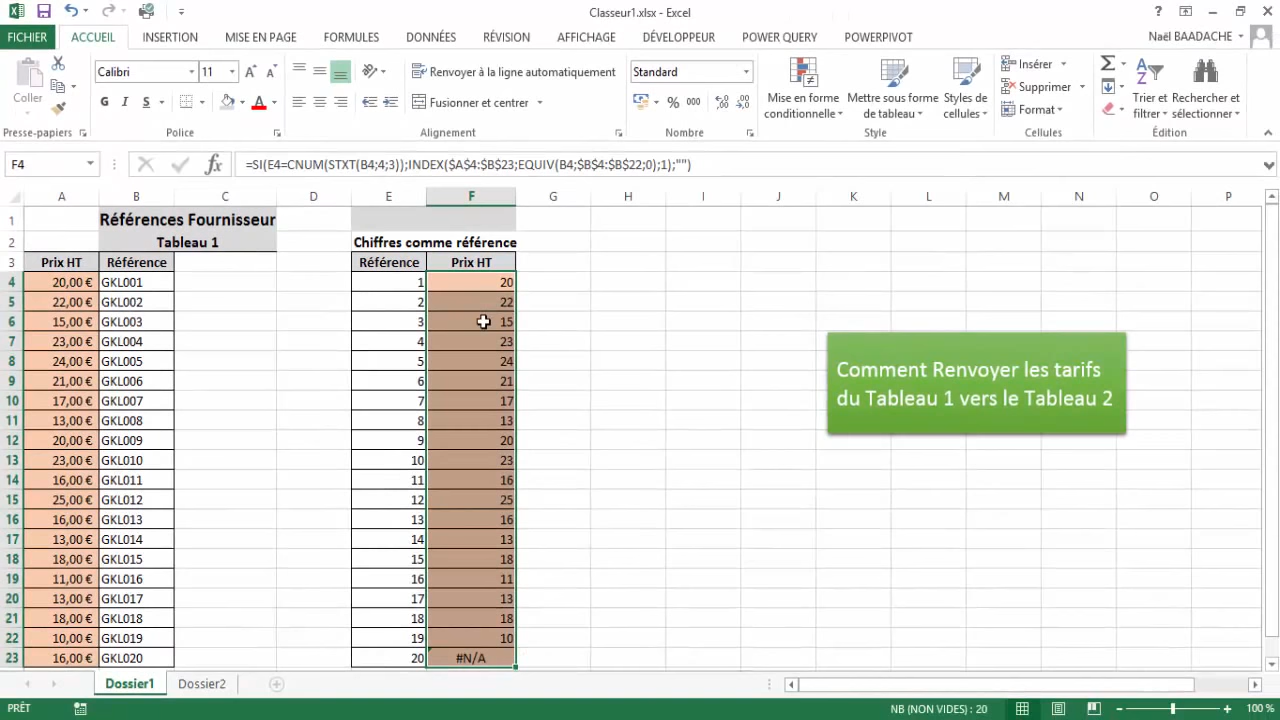 Classeur1.xlsx - Excel
FICHIER ACCUEIL INSERTION MISE EN PAGE FORMULES DONNÉES RÉVISION AFFICHAGE DÉVELOPPEUR POWER QUERY POWERPIVOT Naël BAADACHE
Coller
Calibri 11
G I S
Renvoyer à la ligne automatiquement
Fusionner et centrer
Standard
% 000
Mise en forme conditionnelle
Mettre sous forme de tableau
Styles de cellules
Insérer
Supprimer
Format
Trier et filtrer
Rechercher et sélectionner
Presse-papiers Police Alignement Nombre Style Cellules Édition
F4 fx =SI(E4=CNUM(STXT(B4;4;3));INDEX($A$4:$B$23;EQUIV(B4;$B$4:$B$22;0);1);"")
A B C D E F G H I J K L M N O P
1 Références Fournisseur
2 Tableau 1 Chiffres comme référence
3 Prix HT Référence Référence Prix HT
4 20,00 € GKL001 1 20
5 22,00 € GKL002 2 22
6 15,00 € GKL003 3 15
7 23,00 € GKL004 4 23
8 24,00 € GKL005 5 24
9 21,00 € GKL006 6 21
10 17,00 € GKL007 7 17
11 13,00 € GKL008 8 13
12 20,00 € GKL009 9 20
13 23,00 € GKL010 10 23
14 16,00 € GKL011 11 16
15 25,00 € GKL012 12 25
16 16,00 € GKL013 13 16
17 13,00 € GKL014 14 13
18 18,00 € GKL015 15 18
19 11,00 € GKL016 16 11
20 13,00 € GKL017 17 13
21 18,00 € GKL018 18 18
22 10,00 € GKL019 19 10
23 16,00 € GKL020 20 #N/A
Comment Renvoyer les tarifs
du Tableau 1 vers le Tableau 2
Dossier1 Dossier2
PRÊT NB (NON VIDES) : 20 100 %